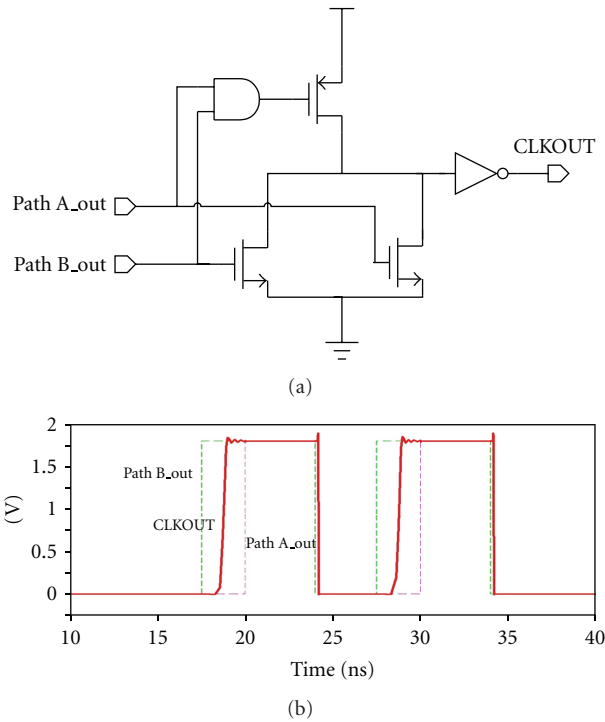 CLKOUT
Path A_out
Path B_out
(a)
2
1.5
1
0.5
0
(V)
Path B_out
CLKOUT
Path A_out
10
15
20
25
30
35
40
Time (ns)
(b)